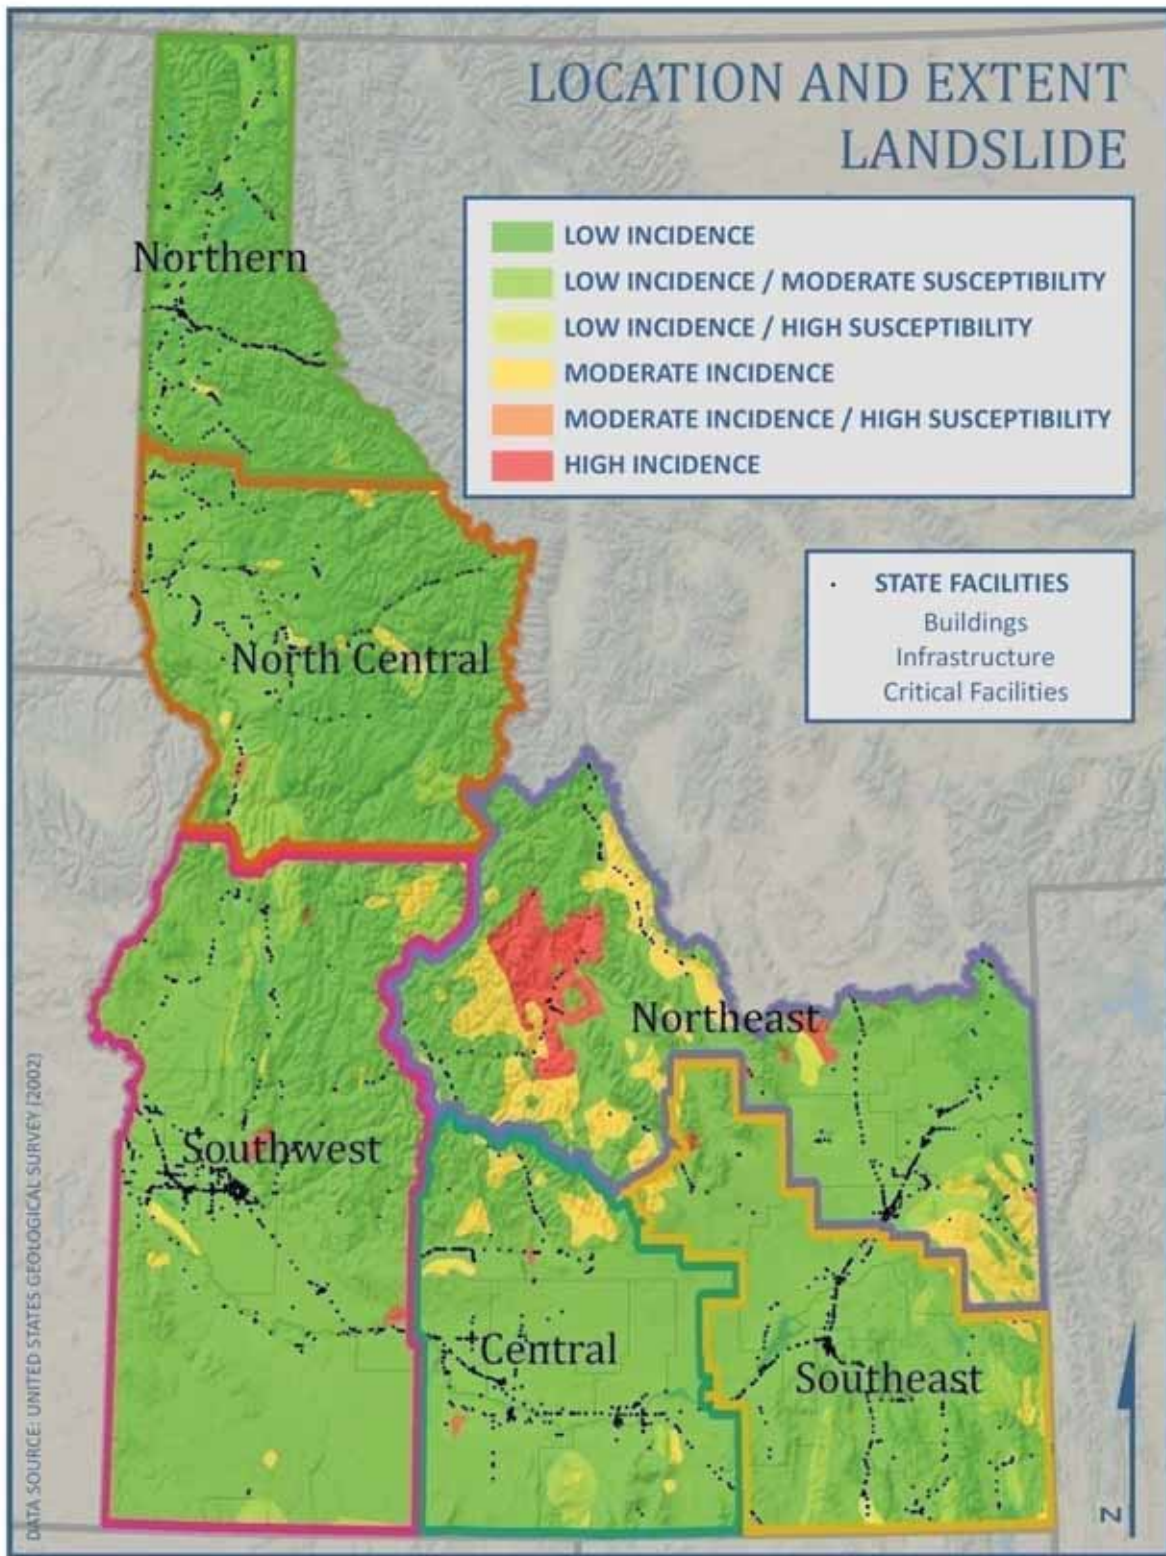 LOCATION AND EXTENT
LANDSLIDE
LOW INCIDENCE
LOW INCIDENCE / MODERATE SUSCEPTIBILITY
LOW INCIDENCE / HIGH SUSCEPTIBILITY
MODERATE INCIDENCE
MODERATE INCIDENCE / HIGH SUSCEPTIBILITY
HIGH INCIDENCE
STATE FACILITIES
Buildings
Infrastructure
Critical Facilities
Northern
North Central
Northeast
Southwest
Central
Southeast
DATA SOURCE: UNITED STATES GEOLOGICAL SURVEY (2002)
N